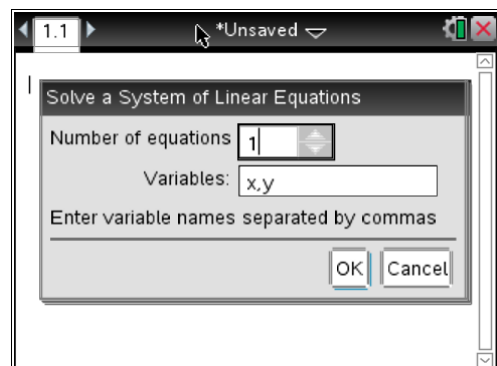 1.1 *Unsaved
Solve a System of Linear Equations
Number of equations 1
Variables: x,y
Enter variable names separated by commas
OK Cancel